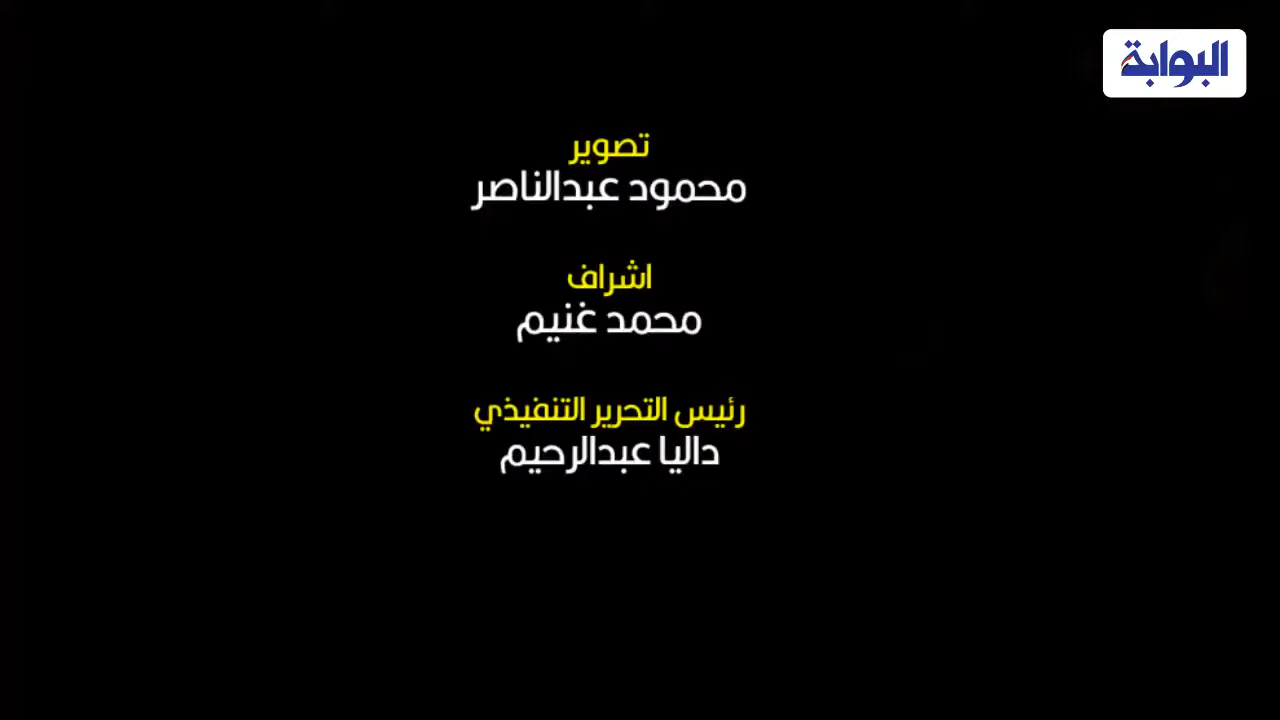 البوابة
تصوير
محمود عبدالناصر
اشراف
محمد غنيم
رئيس التحرير التنفيذي
داليا عبدالرحيم